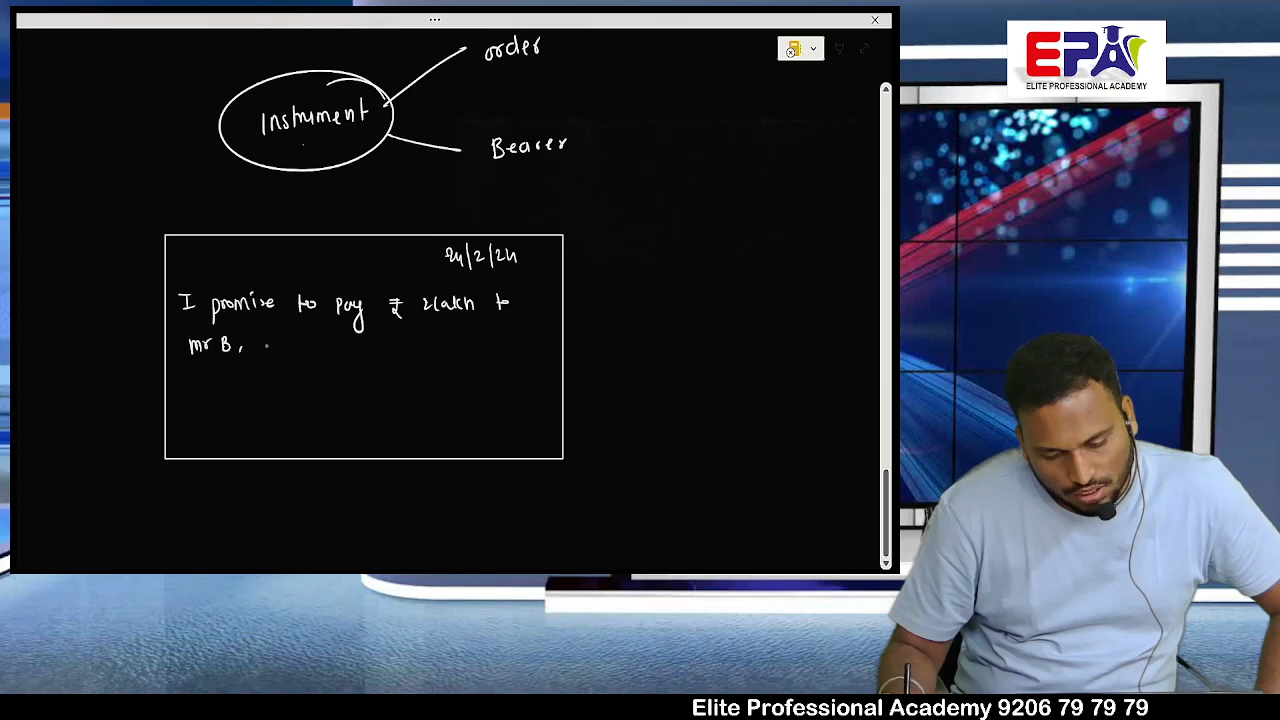 order
Instrument
Bearer
24/2/24
I promise to pay ₹ 2lakh to
mr B,
EPA
ELITE PROFESSIONAL ACADEMY
Elite Professional Academy 9206 79 79 79